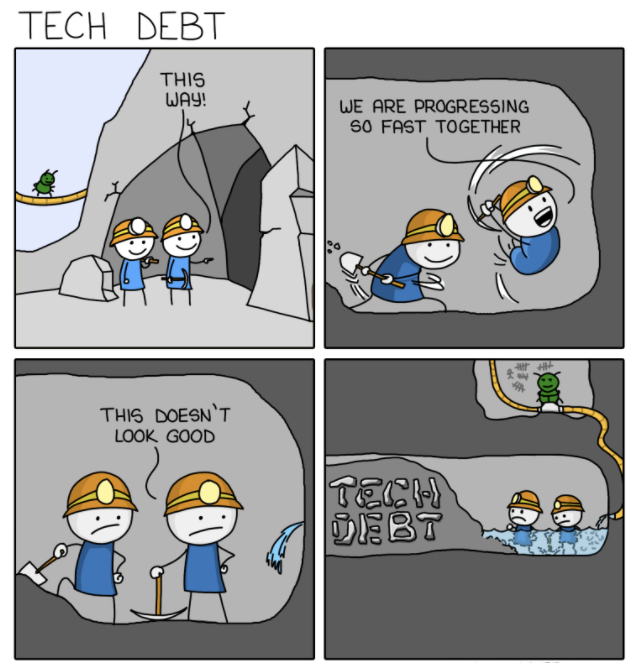 TECH DEBT
THIS
WAY!
WE ARE PROGRESSING
SO FAST TOGETHER
THIS DOESN'T
LOOK GOOD
TECH
DEBT